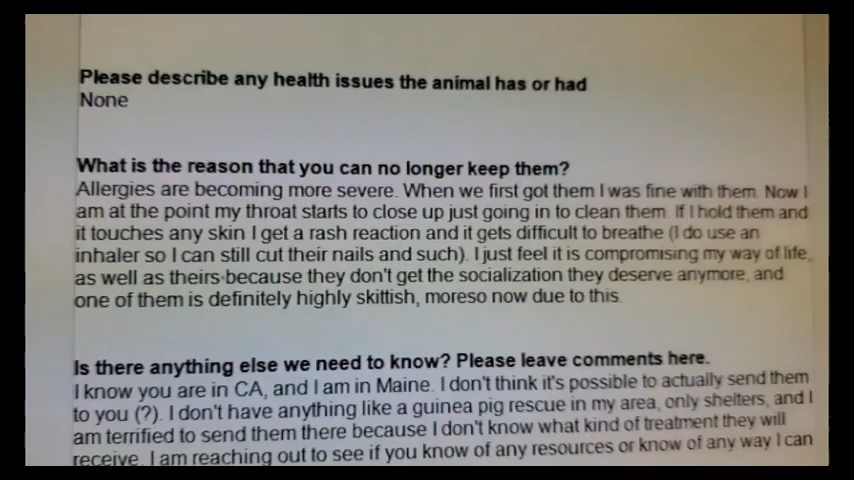 Please describe any health issues the animal has or had
None
What is the reason that you can no longer keep them?
Allergies are becoming more severe. When we first got them I was fine with them. Now I
am at the point my throat starts to close up just going in to clean them. If I hold them and
it touches any skin I get a rash reaction and it gets difficult to breathe (I do use an
inhaler so I can still cut their nails and such). I just feel it is compromising my way of life,
as well as theirs because they don't get the socialization they deserve anymore, and
one of them is definitely highly skittish, moreso now due to this.
Is there anything else we need to know? Please leave comments here.
I know you are in CA, and I am in Maine. I don't think it's possible to actually send them
to you (?). I don't have anything like a guinea pig rescue in my area, only shelters, and I
am terrified to send them there because I don't know what kind of treatment they will
receive. I am reaching out to see if you know of any resources or know of any way I can